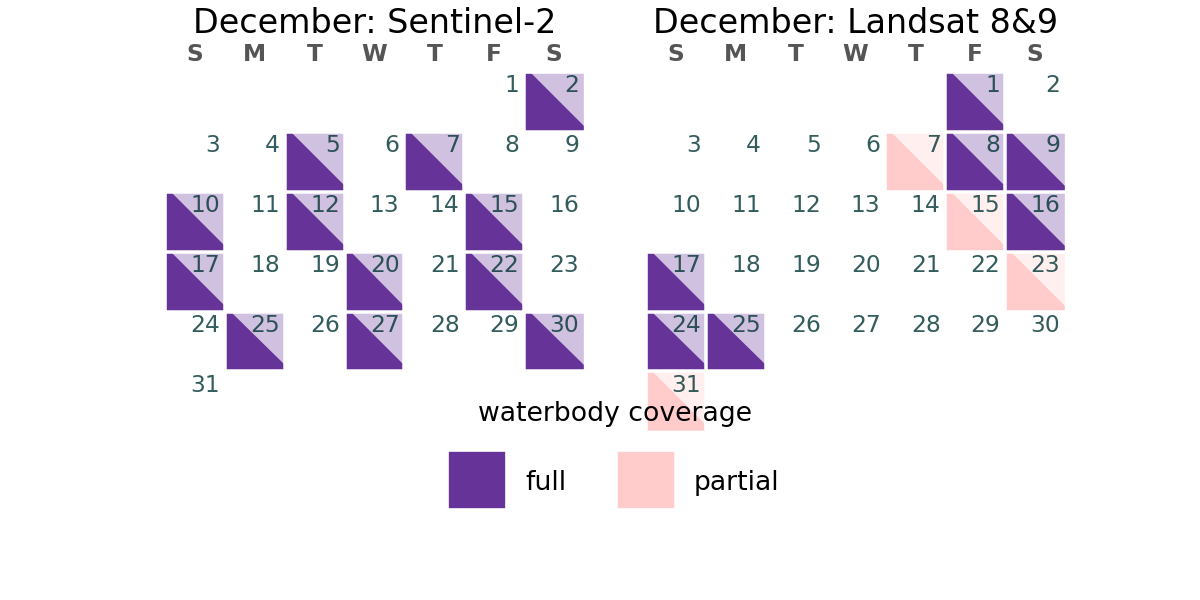 December: Sentinel-2
S M T W T F S
1 2
3 4 5 6 7 8 9
10 11 12 13 14 15 16
17 18 19 20 21 22 23
24 25 26 27 28 29 30
31
December: Landsat 8&9
S M T W T F S
1 2
3 4 5 6 7 8 9
10 11 12 13 14 15 16
17 18 19 20 21 22 23
24 25 26 27 28 29 30
31
waterbody coverage
full partial